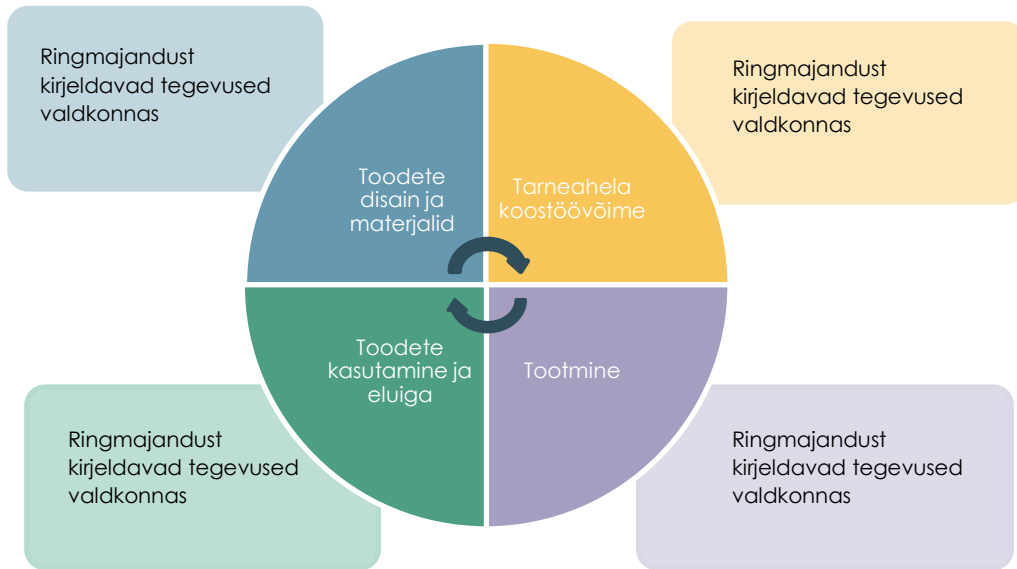 Ringmajandust
kirjeldavad tegevused
valdkonnas
Ringmajandust
kirjeldavad tegevused
valdkonnas
Toodete
disain ja
materjalid
Tarneahela
koostöövõime
Toodete
kasutamine ja
eluiga
Tootmine
Ringmajandust
kirjeldavad tegevused
valdkonnas
Ringmajandust
kirjeldavad tegevused
valdkonnas